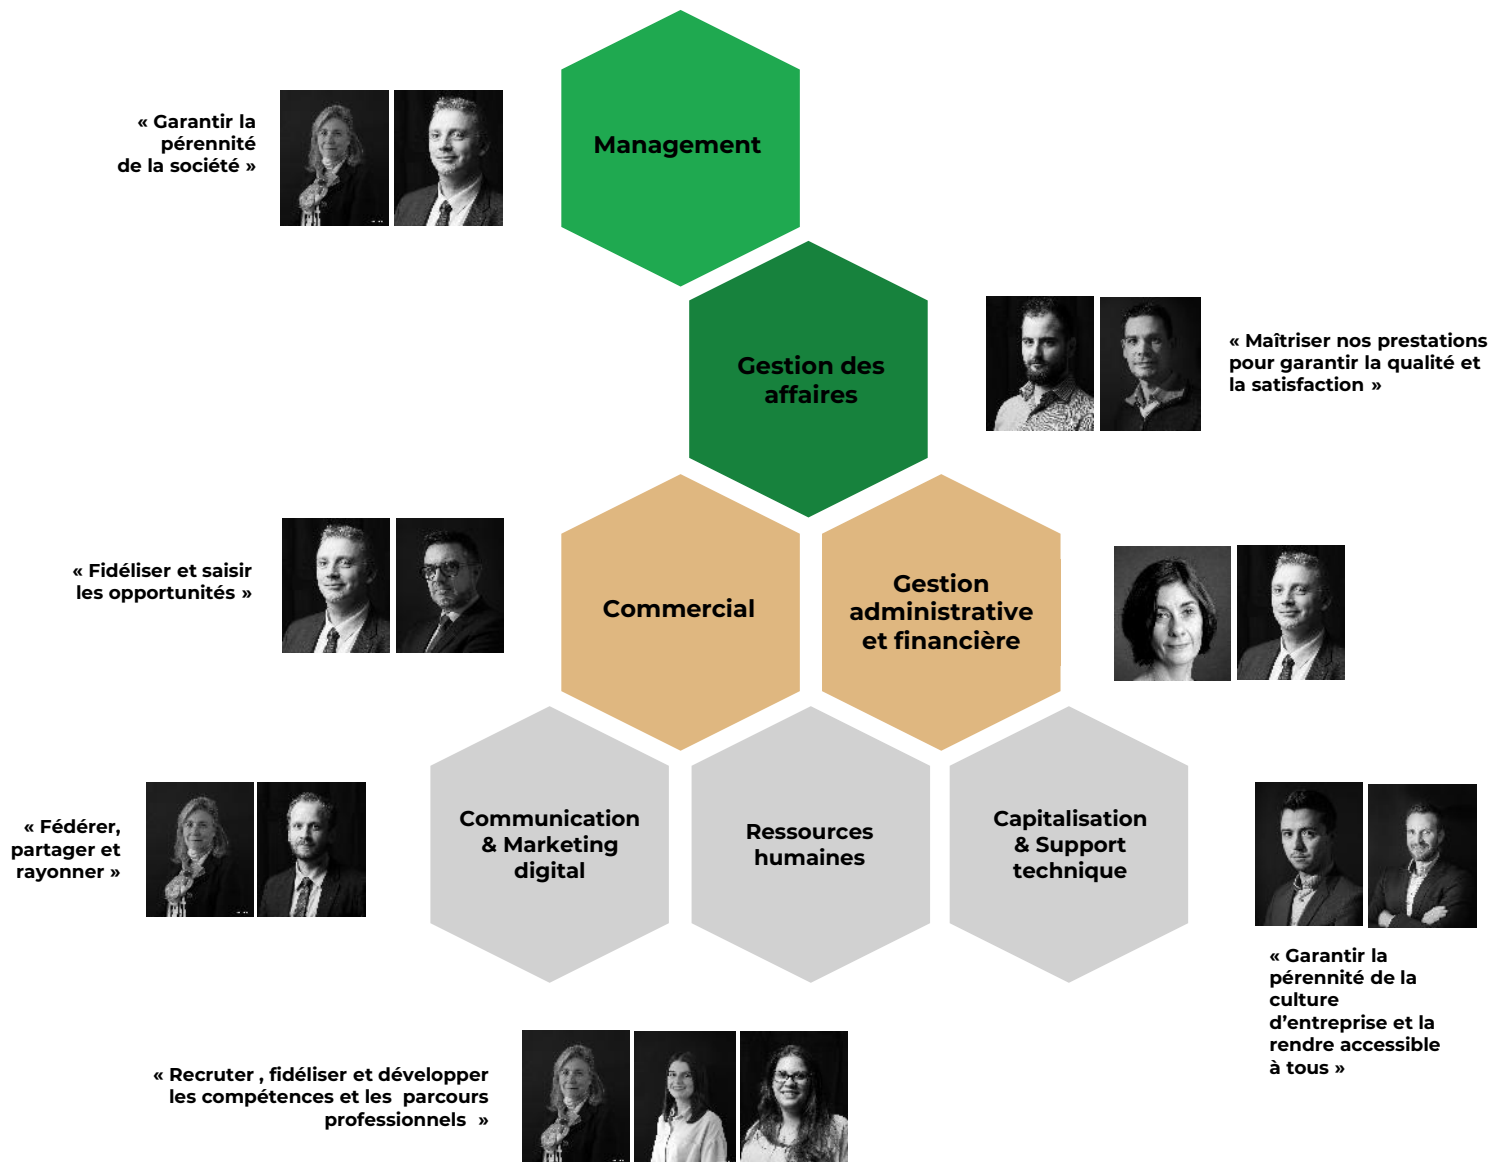 Management
« Garantir la
pérennité
de la société »
Gestion des
affaires
« Maîtriser nos prestations
pour garantir la qualité et
la satisfaction »
« Fidéliser et saisir
les opportunités »
Commercial
Gestion
administrative
et financière
« Fédérer,
partager et
rayonner »
Communication
& Marketing
digital
Ressources
humaines
Capitalisation
& Support
technique
« Garantir la
pérennité de la
culture
d’entreprise et la
rendre accessible
à tous »
« Recruter , fidéliser et développer
les compétences et les parcours
professionnels »